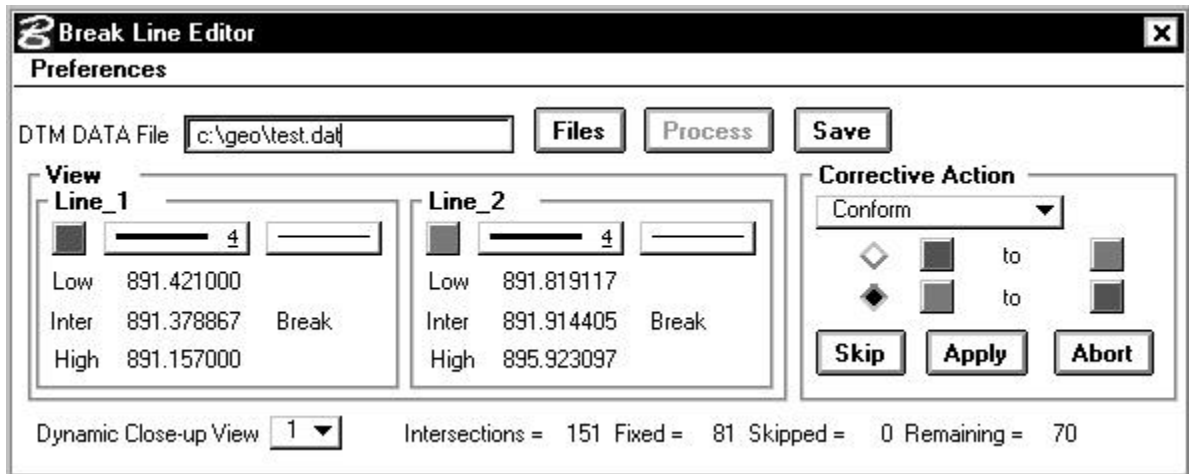 Break Line Editor
Preferences
DTM DATA File c:\geo\test.dat Files Process Save
View
Line_1
4
Low 891.421000
Inter 891.378867 Break
High 891.157000
Line_2
4
Low 891.819117
Inter 891.914405 Break
High 895.923097
Corrective Action
Conform
to
to
Skip Apply Abort
Dynamic Close-up View 1 Intersections = 151 Fixed = 81 Skipped = 0 Remaining = 70